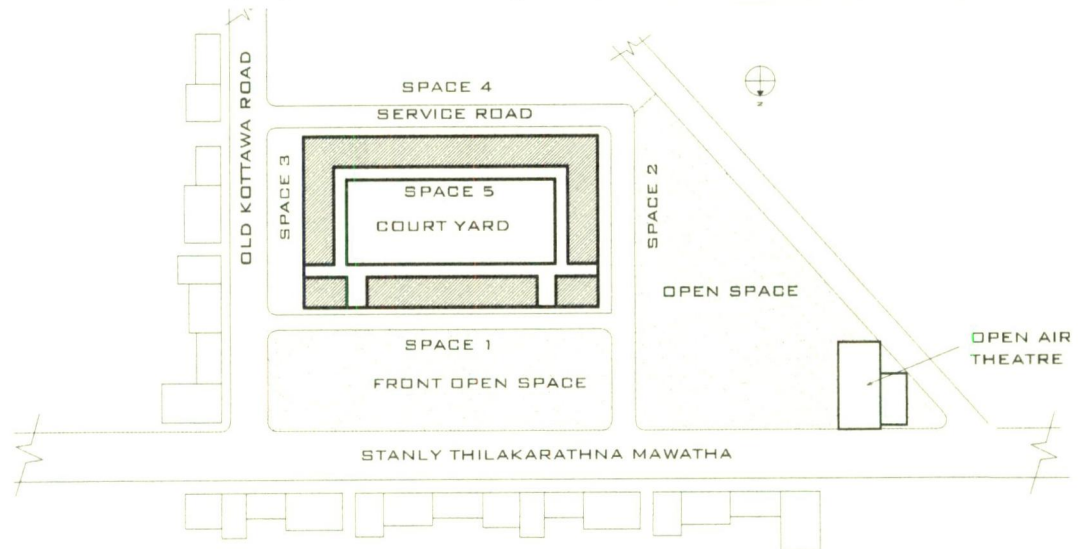 SPACE 4
SERVICE ROAD
OLD KOTTAWA ROAD
SPACE 3
SPACE 5
COURT YARD
SPACE 2
OPEN SPACE
SPACE 1
FRONT OPEN SPACE
OPEN AIR
THEATRE
STANLY THILAKARATHNA MAWATHA